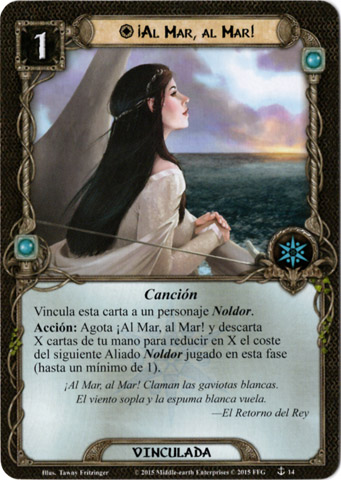 1
¡Al Mar, al Mar!
Canción
Vincula esta carta a un personaje Noldor.
Acción: Agota ¡Al Mar, al Mar! y descarta
X cartas de tu mano para reducir en X el coste
del siguiente Aliado Noldor jugado en esta fase
(hasta un mínimo de 1).
¡Al Mar, al Mar! Claman las gaviotas blancas.
El viento sopla y la espuma blanca vuela.
—El Retorno del Rey
VINCULADA
Illus. Tawny Fritzinger © 2015 Middle-earth Enterprises © 2015 FFG 14